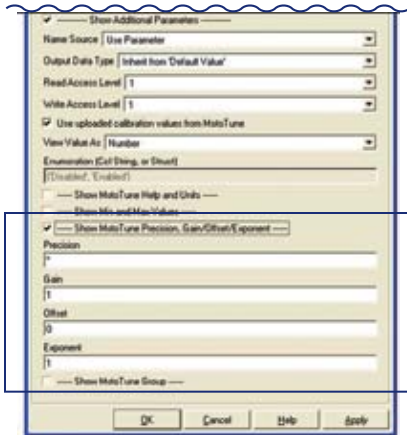 ----- Show Additional Parameters -----
Name Source Use Parameter
Output Data Type Inherit from 'Default Value'
Read Access Level 1
Write Access Level 1
Use uploaded calibration values from MotoTune
View Value As Number
Enumeration (Cell String, or Struct)
{'Disabled', 'Enabled'}
---- Show MotoTune Help and Units ----
---- Show Min and Max Values ----
---- Show MotoTune Precision, Gain/Offset/Exponent ----
Precision
Gain
1
Offset
0
Exponent
1
---- Show MotoTune Group ----
OK Cancel Help Apply